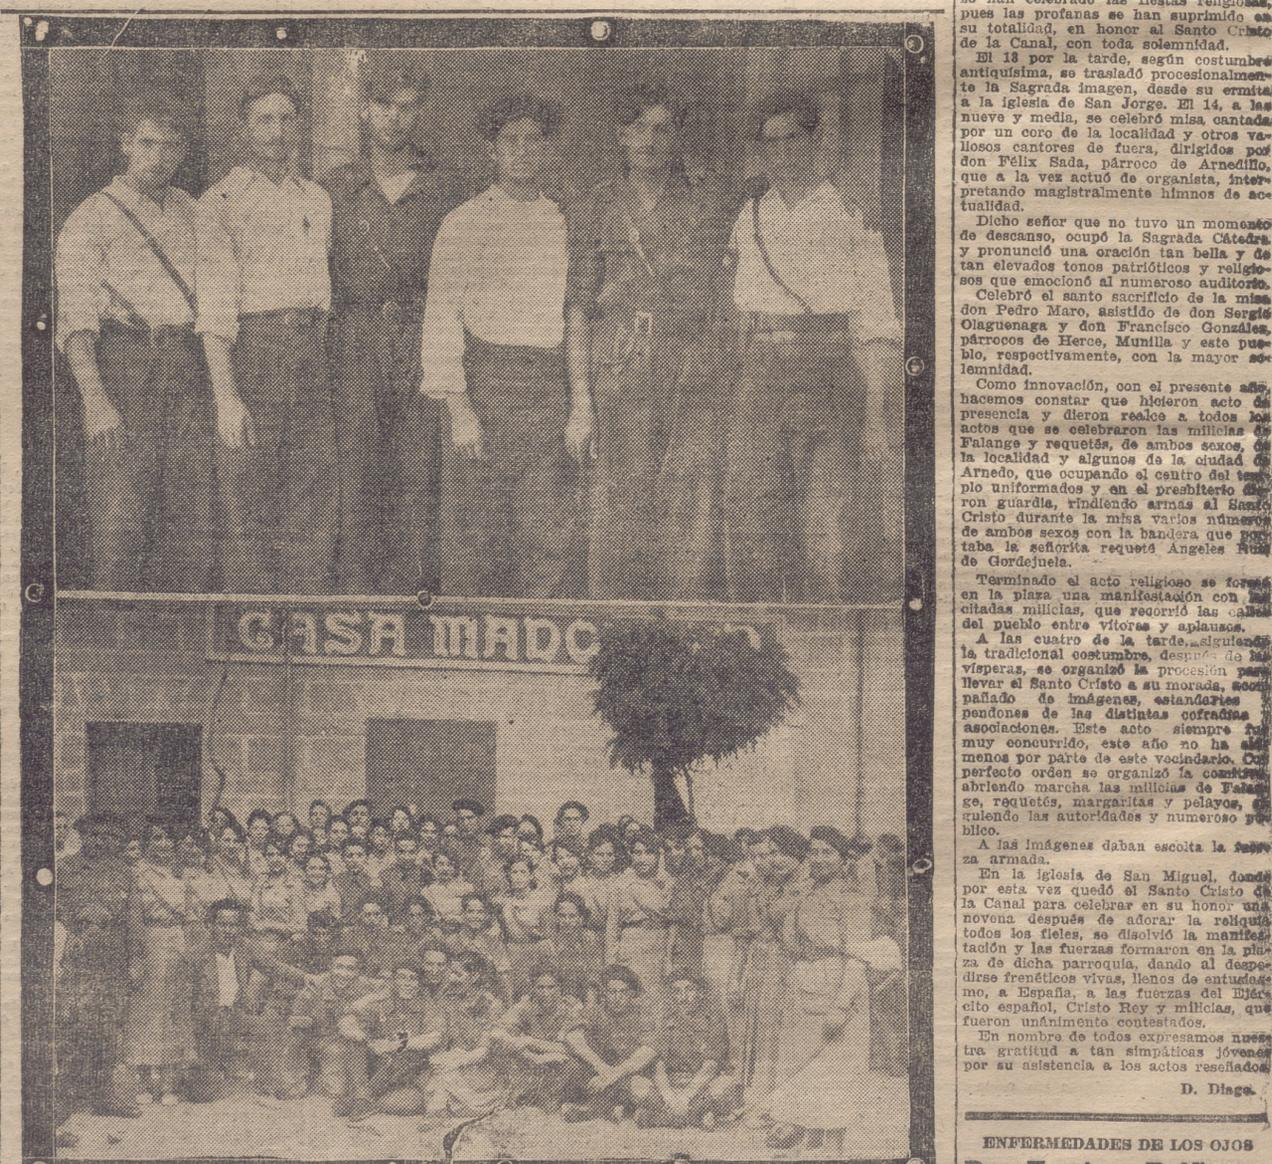 CASA MADO
pues las profanas se han suprimido en
su totalidad, en honor al Santo Cristo
de la Canal, con toda solemnidad.
El 13 por la tarde, según costumbre
antiquísima, se trasladó procesionalmen-
te la Sagrada imagen, desde su ermita
a la iglesia de San Jorge. El 14, a las
nueve y media, se celebró misa cantada
por un coro de la localidad y otros va-
liosos cantores de fuera, dirigidos por
don Félix Sada, párroco de Arnedillo,
que a la vez actuó de organista, inter-
pretando magistralmente himnos de ac-
tualidad.
Dicho señor que no tuvo un momento
de descanso, ocupó la Sagrada Cátedra
y pronunció una oración tan bella y de
tan elevados tonos patrióticos y religio-
sos que emocionó al numeroso auditorio.
Celebró el santo sacrificio de la misa
don Pedro Maro, asistido de don Sergio
Olaguenaga y don Francisco González,
párrocos de Herce, Munilla y este pue-
blo, respectivamente, con la mayor so-
lemnidad.
Como innovación, con el presente año,
hacemos constar que hicieron acto de
presencia y dieron realce a todos los
actos que se celebraron las milicias de
Falange y requetés, de ambos sexos, de
la localidad y algunos de la ciudad de
Arnedo, que ocupando el centro del tem-
plo uniformados y en el presbiterio die-
ron guardia, rindiendo armas al Santo
Cristo durante la misa varios números
de ambos sexos con la bandera que por-
taba la señorita requeté Angeles Ruiz
de Gordejuela.
Terminado el acto religioso se formó
en la plaza una manifestación con las
citadas milicias, que recorrió las calles
del pueblo entre vítores y aplausos.
A las cuatro de la tarde, siguiendo
la tradicional costumbre, después de las
vísperas, se organizó la procesión para
llevar el Santo Cristo a su morada, acom
pañado de imágenes, estandartes
pendones de las distintas cofradías
asociaciones. Este acto siempre fue
muy concurrido, este año no ha sido
menos por parte de este vecindario. Con
perfecto orden se organizó la comitiva
abriendo marcha las milicias de Falan-
ge, requetés, margaritas y pelayos, si-
guiendo las autoridades y numeroso pú-
blico.
A las imágenes daban escolta la fuer-
za armada.
En la iglesia de San Miguel, donde
por esta vez quedó el Santo Cristo de
la Canal para celebrar en su honor una
novena después de adorar la reliquia
todos los fieles, se disolvió la manifes-
tación y las fuerzas formaron en la pla-
za de dicha parroquia, dando al despe-
dirse frenéticos vivas, llenos de entusias-
mo, a España, a las fuerzas del Ejér-
cito español, Cristo Rey y milicias, que
fueron unánimente contestados.
En nombre de todos expresamos nues-
tra gratitud a tan simpáticas jóvenes
por su asistencia a los actos reseñados.
D. Diago.
ENFERMEDADES DE LOS OJOS